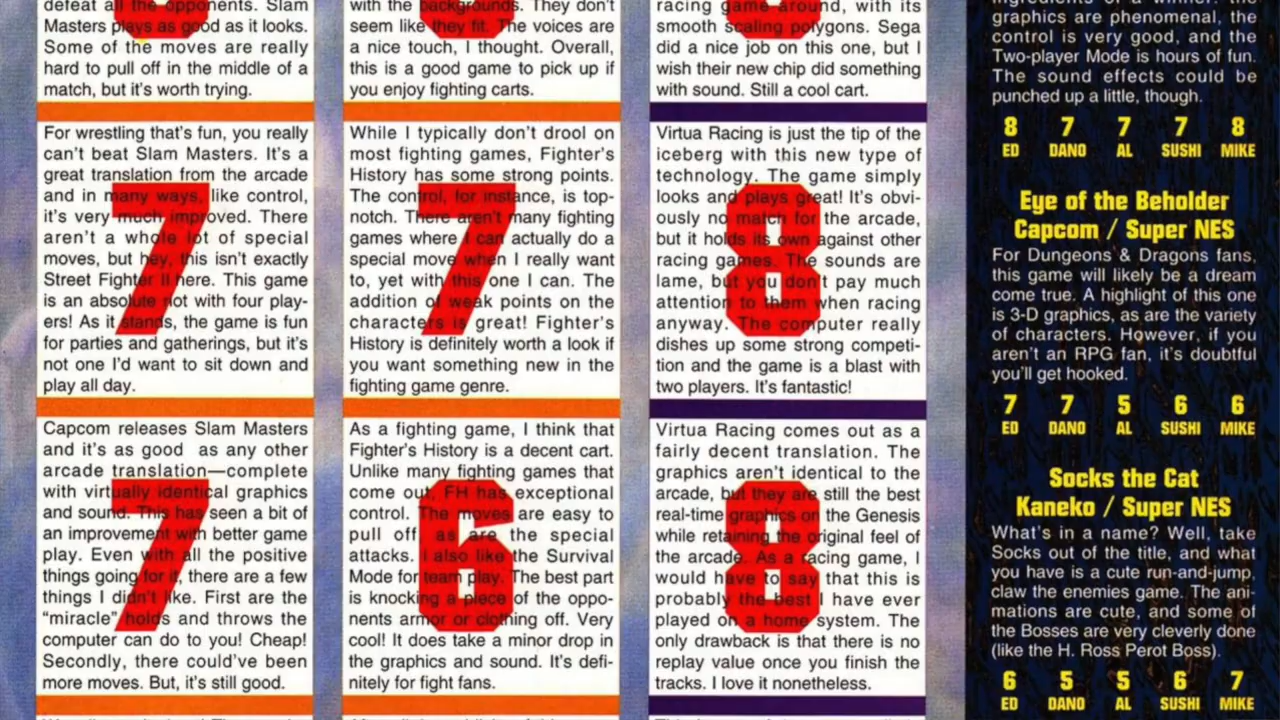 defeat all the opponents. Slam
Masters plays as good as it looks.
Some of the moves are really
hard to pull off in the middle of a
match, but it's worth trying.
For wrestling that's fun, you really
can't beat Slam Masters. It's a
great translation from the arcade
and in many ways, like control,
it's very much improved. There
aren't a whole lot of special
moves, but hey, this isn't exactly
Street Fighter II here. This game
is an absolute riot with four play-
ers! As it stands, the game is fun
for parties and gatherings, but it's
not one I'd want to sit down and
play all day.
7
Capcom releases Slam Masters
and it's as good as any other
arcade translation—complete
with virtually identical graphics
and sound. This has seen a bit of
an improvement with better game
play. Even with all the positive
things going for it, there are a few
things I didn't like. First are the
"miracle" holds and throws the
computer can do to you! Cheap!
Secondly, there could've been
more moves. But, it's still good.
7
with the backgrounds. They don't
seem like they fit. The voices are
a nice touch, I thought. Overall,
this is a good game to pick up if
you enjoy fighting carts.
While I typically don't drool on
most fighting games, Fighter's
History has some strong points.
The control, for instance, is top-
notch. There aren't many fighting
games where I can actually do a
special move when I really want
to, yet with this one I can. The
addition of weak points on the
characters is great! Fighter's
History is definitely worth a look if
you want something new in the
fighting game genre.
7
As a fighting game, I think that
Fighter's History is a decent cart.
Unlike many fighting games that
come out, FH has exceptional
control. The moves are easy to
pull off, as are the special
attacks. I also like the Survival
Mode for team play. The best part
is knocking a piece of the oppo-
nents armor or clothing off. Very
cool! It does take a minor drop in
the graphics and sound. It's defi-
nitely for fight fans.
6
racing game around, with its
smooth scaling polygons. Sega
did a nice job on this one, but I
wish their new chip did something
with sound. Still a cool cart.
Virtua Racing is just the tip of the
iceberg with this new type of
technology. The game simply
looks and plays great! It's obvi-
ously no match for the arcade,
but it holds its own against other
racing games. The sounds are
lame, but you don't pay much
attention to them when racing
anyway. The computer really
dishes up some strong competi-
tion and the game is a blast with
two players. It's fantastic!
8
Virtua Racing comes out as a
fairly decent translation. The
graphics aren't identical to the
arcade, but they are still the best
real-time graphics on the Genesis
while retaining the original feel of
the arcade. As a racing game, I
would have to say that this is
probably the best I have ever
played on a home system. The
only drawback is that there is no
replay value once you finish the
tracks. I love it nonetheless.
8
ingredients of a winner: the
graphics are phenomenal, the
control is very good, and the
Two-player Mode is hours of fun.
The sound effects could be
punched up a little, though.
8 7 7 7 8
ED DANO AL SUSHI MIKE
Eye of the Beholder
Capcom / Super NES
For Dungeons & Dragons fans,
this game will likely be a dream
come true. A highlight of this one
is 3-D graphics, as are the variety
of characters. However, if you
aren't an RPG fan, it's doubtful
you'll get hooked.
7 7 5 6 6
ED DANO AL SUSHI MIKE
Socks the Cat
Kaneko / Super NES
What's in a name? Well, take
Socks out of the title, and what
you have is a cute run-and-jump,
claw the enemies game. The ani-
mations are cute, and some of
the Bosses are very cleverly done
(like the H. Ross Perot Boss).
6 5 5 6 7
ED DANO AL SUSHI MIKE